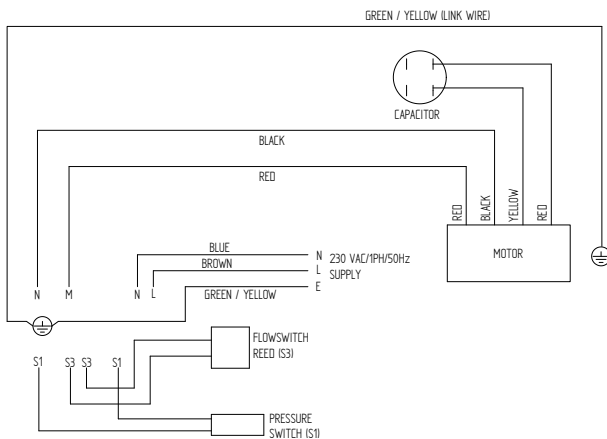 GREEN / YELLOW (LINK WIRE)
CAPACITOR
BLACK
RED
RED
BLACK
YELLOW
RED
MOTOR
BLUE
BROWN
GREEN / YELLOW
N
L
E
230 VAC/1PH/50Hz
SUPPLY
N
M
N
L
S1
S3
S3
S1
FLOWSWITCH
REED (S3)
PRESSURE
SWITCH (S1)